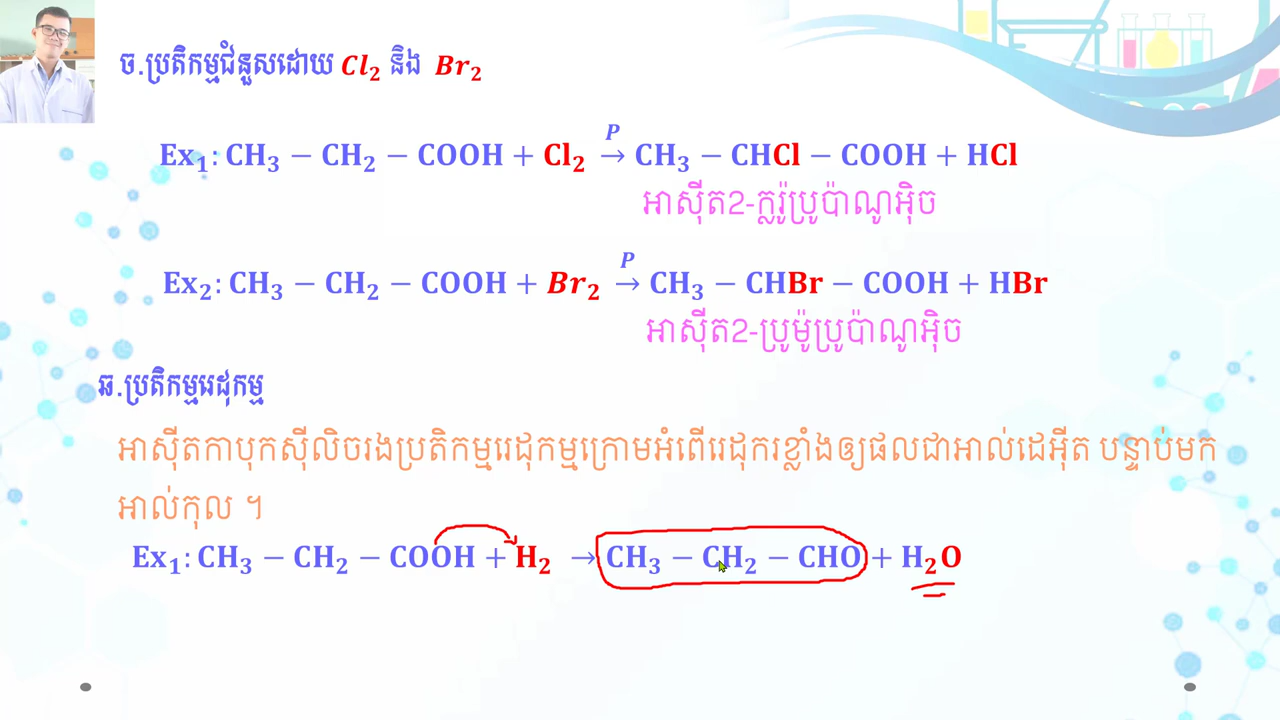 ច.ប្រតិកម្មជំនួសដោយ Cl₂ និង Br₂
Ex₁: CH₃ − CH₂ − COOH + Cl₂ →ᴾ CH₃ − CHCl − COOH + HCl
អាស៊ីត2-ក្លរ៉ូប្រូប៉ាណូអ៊ិច
Ex₂: CH₃ − CH₂ − COOH + Br₂ →ᴾ CH₃ − CHBr − COOH + HBr
អាស៊ីត2-ប្រូម៉ូប្រូប៉ាណូអ៊ិច
ឆ.ប្រតិកម្មរេដុកម្ម
អាស៊ីតកាបុកស៊ីលិចរងប្រតិកម្មរេដុកម្មក្រោមអំពើរេដុករខ្លាំងឲ្យផលជាអាល់ដេអ៊ីត បន្ទាប់មក
អាល់កុល ។
Ex₁: CH₃ − CH₂ − COOH + H₂ → CH₃ − CH₂ − CHO + H₂O